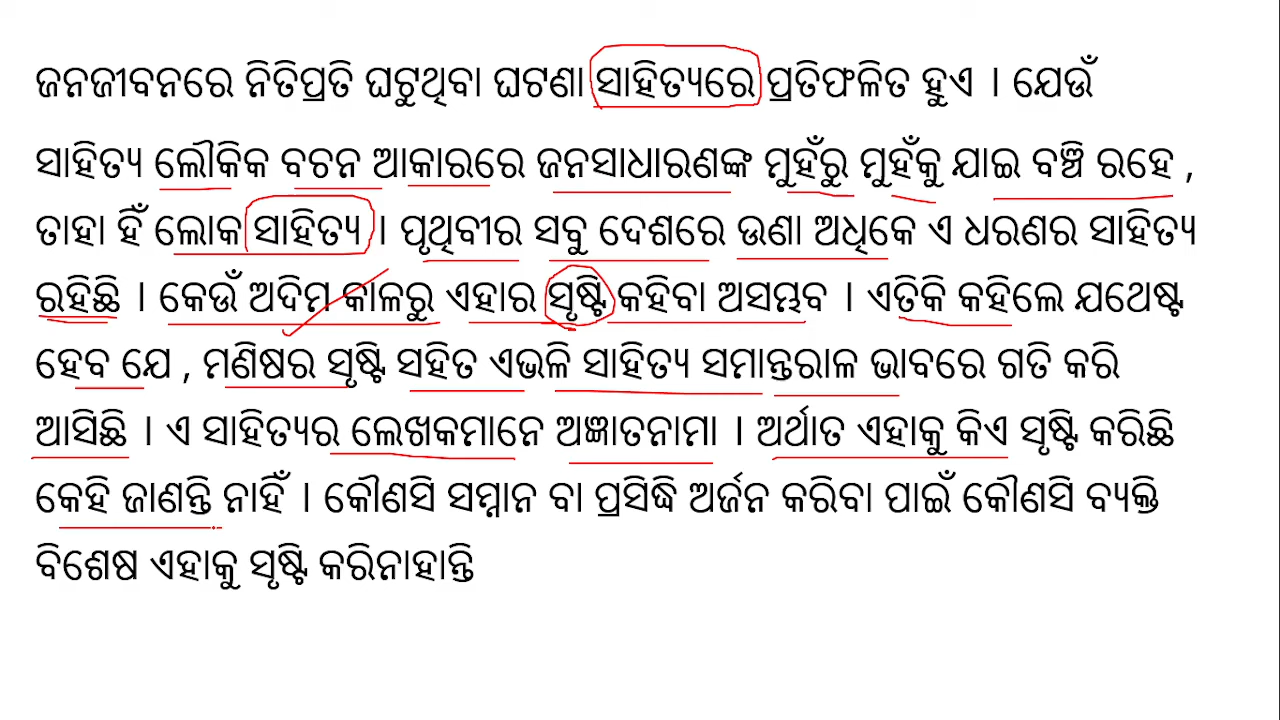 ଜନଜୀବନରେ ନିତିପ୍ରତି ଘଟୁଥିବା ଘଟଣା ସାହିତ୍ୟରେ ପ୍ରତିଫଳିତ ହୁଏ । ଯେଉଁ
ସାହିତ୍ୟ ଲୌକିକ ବଚନ ଆକାରରେ ଜନସାଧାରଣଙ୍କ ମୁହଁରୁ ମୁହଁକୁ ଯାଇ ବଞ୍ଚି ରହେ ,
ତାହା ହିଁ ଲୋକ ସାହିତ୍ୟ । ପୃଥିବୀର ସବୁ ଦେଶରେ ଉଣା ଅଧିକେ ଏ ଧରଣର ସାହିତ୍ୟ
ରହିଛି । କେଉଁ ଅଦିମ କାଳରୁ ଏହାର ସୃଷ୍ଟି କହିବା ଅସମ୍ଭବ । ଏତିକି କହିଲେ ଯଥେଷ୍ଟ
ହେବ ଯେ , ମଣିଷର ସୃଷ୍ଟି ସହିତ ଏଭଳି ସାହିତ୍ୟ ସମାନ୍ତରାଳ ଭାବରେ ଗତି କରି
ଆସିଛି । ଏ ସାହିତ୍ୟର ଲେଖକମାନେ ଅଜ୍ଞାତନାମା । ଅର୍ଥାତ ଏହାକୁ କିଏ ସୃଷ୍ଟି କରିଛି
କେହି ଜାଣନ୍ତି ନାହିଁ । କୌଣସି ସମ୍ନାନ ବା ପ୍ରସିଦ୍ଧି ଅର୍ଜନ କରିବା ପାଇଁ କୌଣସି ବ୍ୟକ୍ତି
ବିଶେଷ ଏହାକୁ ସୃଷ୍ଟି କରିନାହାନ୍ତି